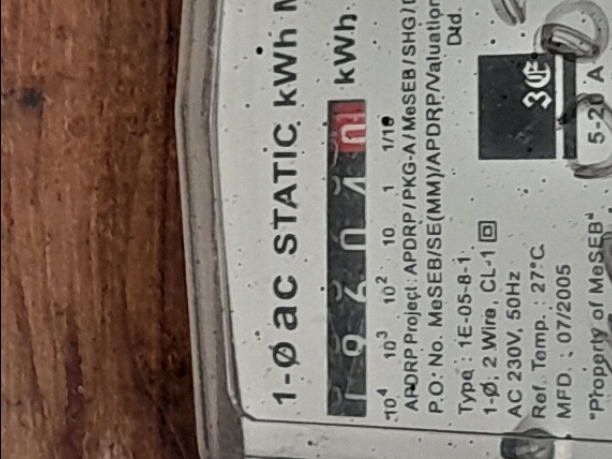 1-Ø ac STATIC kWh
kWh
10⁴ 10³ 10² 10 1 1/10
APDRP Project: APDRP/PKG-A/MeSEB/SHG/
P.O: No. MeSEB/SE(MM)/APDRP/Valuation
Dtd.
Type : 1E-05-8-1.
1-Ø, 2 Wire, CL-1
AC 230V, 50Hz
Ref. Temp. : 27°C
MFD. : 07/2005
"Property of MeSEB"
5-20 A